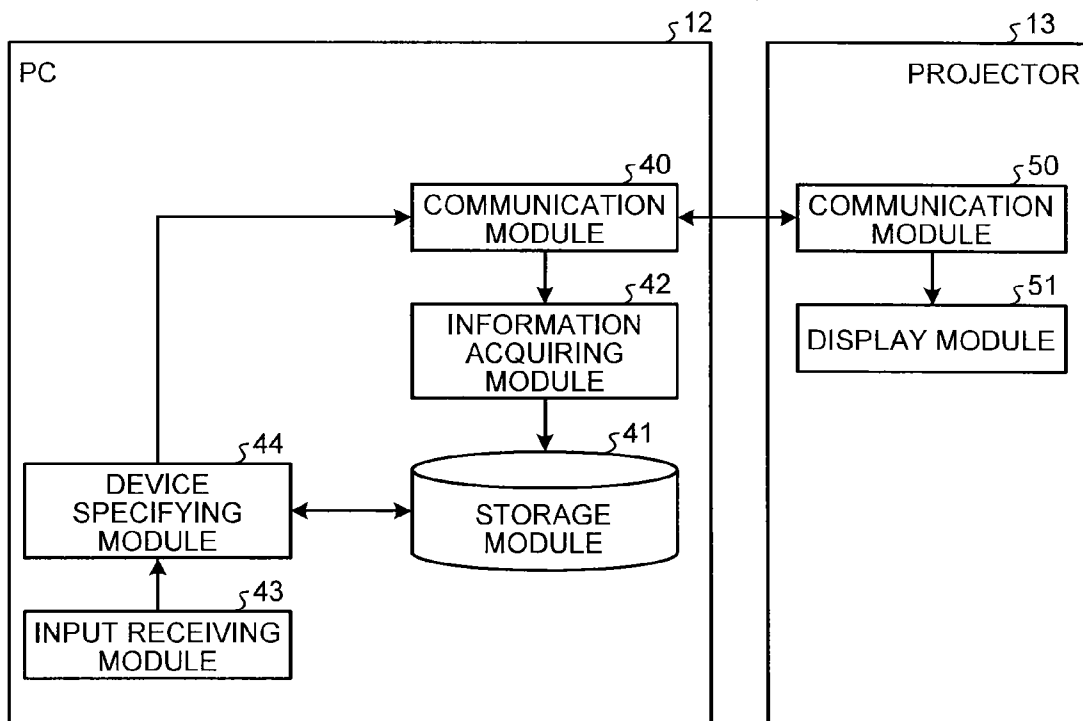 12
13
PC
PROJECTOR
40
COMMUNICATION
MODULE
50
COMMUNICATION
MODULE
42
INFORMATION
ACQUIRING
MODULE
51
DISPLAY MODULE
44
DEVICE
SPECIFYING
MODULE
41
STORAGE
MODULE
43
INPUT RECEIVING
MODULE